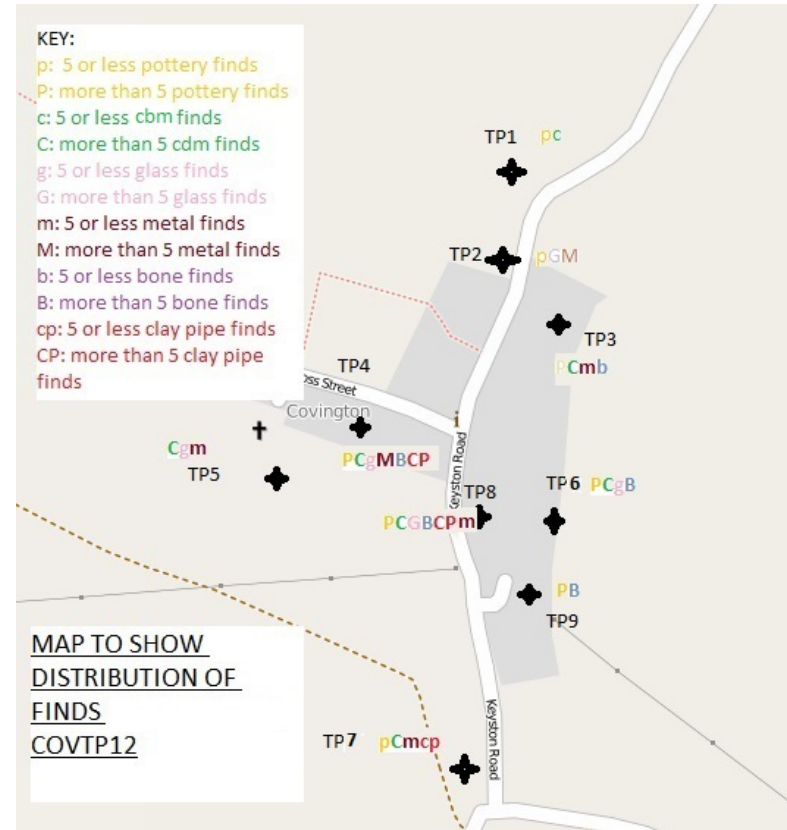 KEY:
p: 5 or less pottery finds
P: more than 5 pottery finds
c: 5 or less cbm finds
C: more than 5 cdm finds
g: 5 or less glass finds
G: more than 5 glass finds
m: 5 or less metal finds
M: more than 5 metal finds
b: 5 or less bone finds
B: more than 5 bone finds
cp: 5 or less clay pipe finds
CP: more than 5 clay pipe
finds
TP1 pc
TP2 pGM
TP3
PCmb
TP4
oss Street
Covington
PCgMBCP
i
Cgm
TP5
Keyston Road
TP8
PCGBCPm
TP6 PCgB
PB
TP9
MAP TO SHOW
DISTRIBUTION OF
FINDS
COVTP12
Keyston Road
TP7 pCmcp